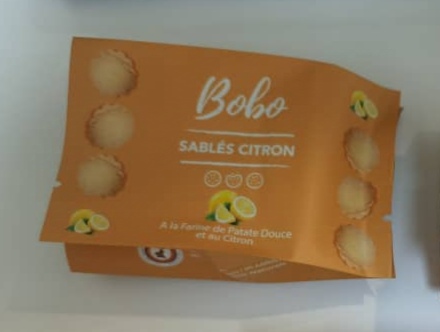 Bobo
SABLÉS CITRON
A la Farine de Patate Douce
et au Citron